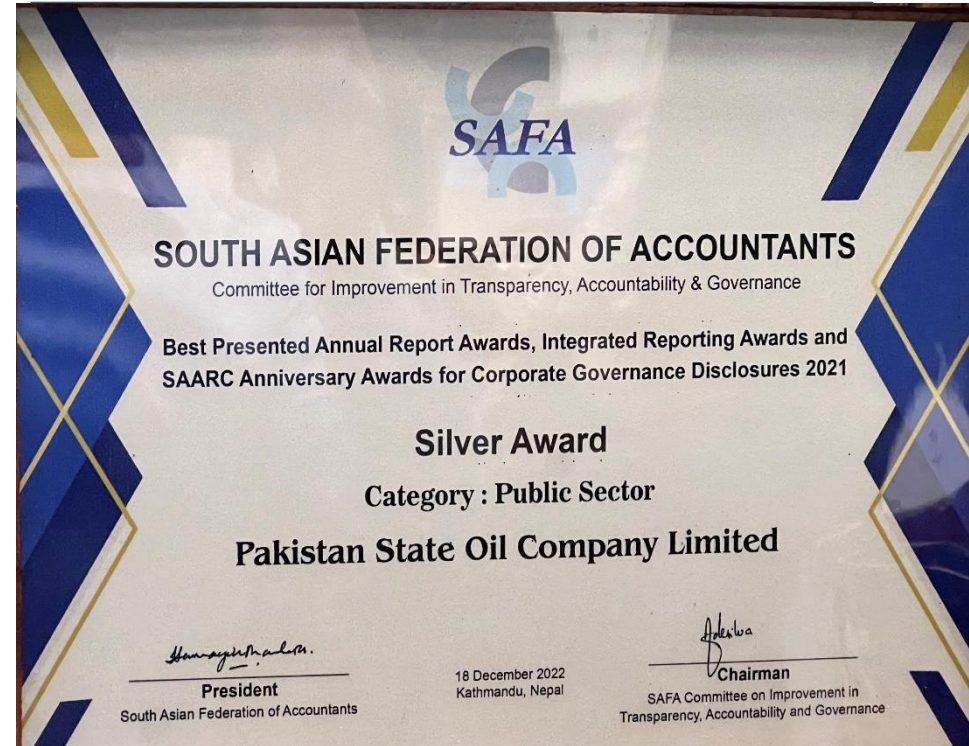 SAFA
SOUTH ASIAN FEDERATION OF ACCOUNTANTS
Committee for Improvement in Transparency, Accountability & Governance
Best Presented Annual Report Awards, Integrated Reporting Awards and
SAARC Anniversary Awards for Corporate Governance Disclosures 2021
Silver Award
Category : Public Sector
Pakistan State Oil Company Limited
President
South Asian Federation of Accountants
18 December 2022
Kathmandu, Nepal
Chairman
SAFA Committee on Improvement in
Transparency, Accountability and Governance